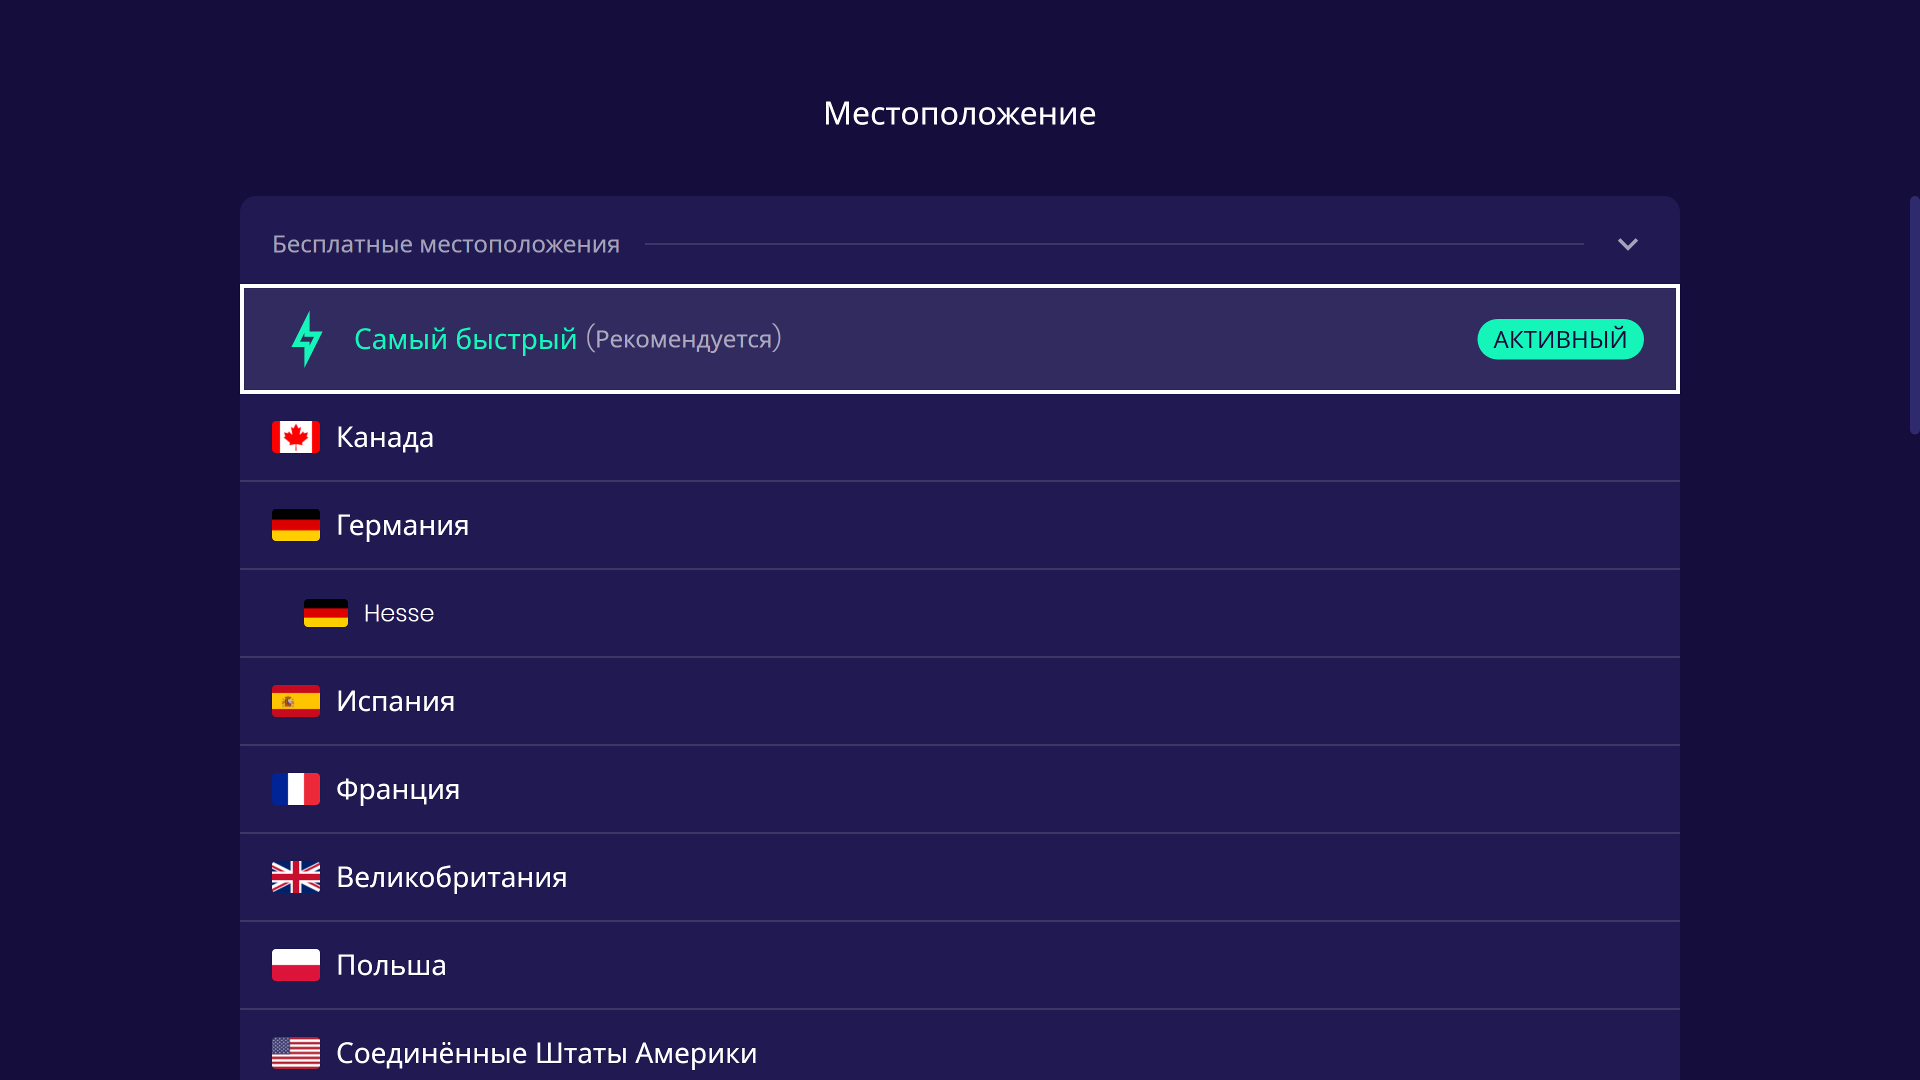 Местоположение
Бесплатные местоположения
Самый быстрый (Рекомендуется) АКТИВНЫЙ
Канада
Германия
Hesse
Испания
Франция
Великобритания
Польша
Соединённые Штаты Америки